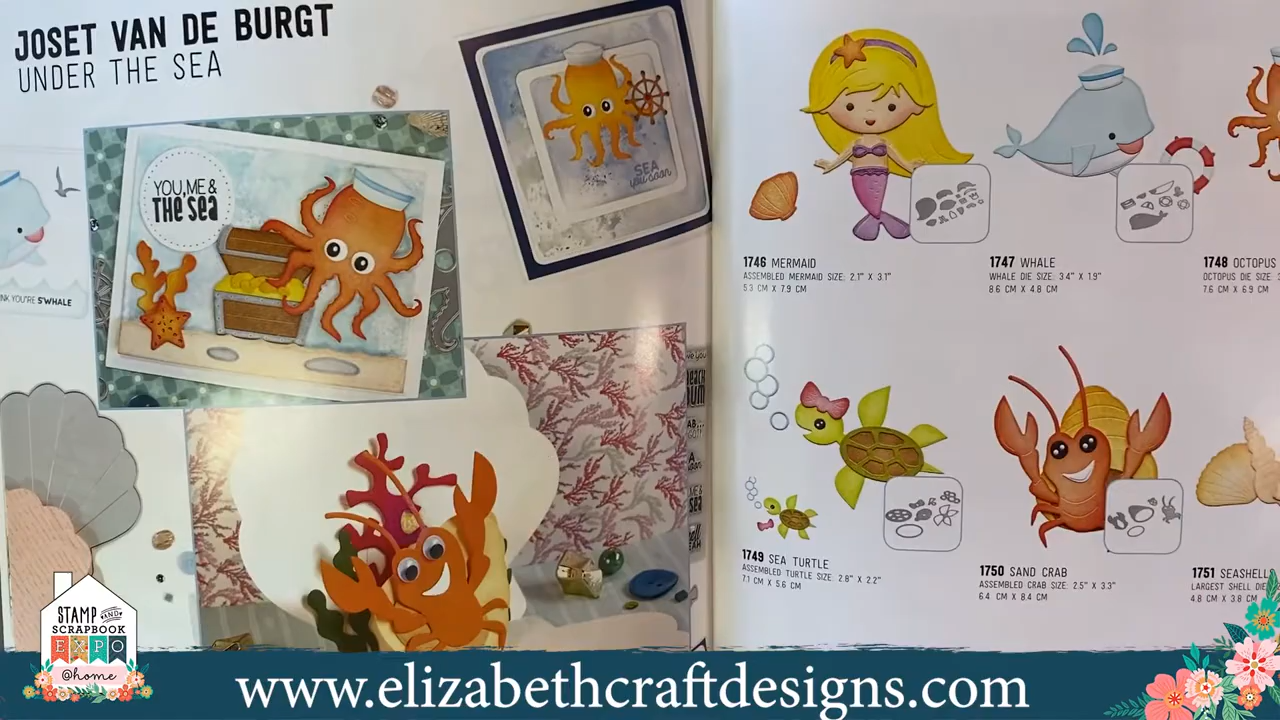 JOSET VAN DE BURGT
UNDER THE SEA
YOU, ME &
THE SEA
SEA
you soon
NK YOU'RE S'WHALE
1746 MERMAID
ASSEMBLED MERMAID SIZE: 2.1" X 3.1"
5.3 CM X 7.9 CM
1747 WHALE
WHALE DIE SIZE: 3.4" X 1.9"
8.6 CM X 4.8 CM
1748 OCTOPUS
OCTOPUS DIE SIZE
7.6 CM X 6.9 CM
1749 SEA TURTLE
ASSEMBLED TURTLE SIZE: 2.8" X 2.2"
7.1 CM X 5.6 CM
1750 SAND CRAB
ASSEMBLED CRAB SIZE: 2.5" X 3.3"
6.4 CM X 8.4 CM
1751 SEASHELL
LARGEST SHELL DIE
4.8 CM X 3.8 CM
STAMP AND
SCRAPBOOK
EXPO
@home
www.elizabethcraftdesigns.com